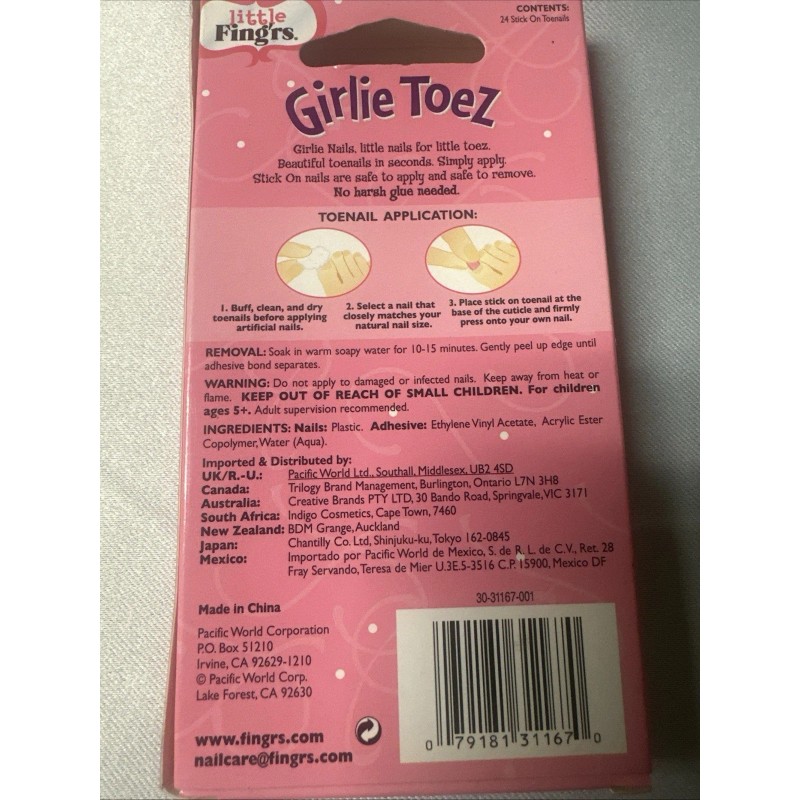 little
Fing'rs.
CONTENTS:
24 Stick On Toenails
Girlie Toez
Girlie Nails, little nails for little toez.
Beautiful toenails in seconds. Simply apply.
Stick On nails are safe to apply and safe to remove.
No harsh glue needed.
TOENAIL APPLICATION:
1. Buff, clean, and dry
toenails before applying
artificial nails.
2. Select a nail that
closely matches your
natural nail size.
3. Place stick on toenail at the
base of the cuticle and firmly
press onto your own nail.
REMOVAL: Soak in warm soapy water for 10-15 minutes. Gently peel up edge until
adhesive bond separates.
WARNING: Do not apply to damaged or infected nails. Keep away from heat or
flame. KEEP OUT OF REACH OF SMALL CHILDREN. For children
ages 5+. Adult supervision recommended.
INGREDIENTS: Nails: Plastic. Adhesive: Ethylene Vinyl Acetate, Acrylic Ester
Copolymer, Water (Aqua).
Imported & Distributed by:
UK/R.-U.: Pacific World Ltd., Southall, Middlesex, UB2 4SD
Canada: Trilogy Brand Management, Burlington, Ontario L7N 3H8
Australia: Creative Brands PTY LTD, 30 Bando Road, Springvale, VIC 3171
South Africa: Indigo Cosmetics, Cape Town, 7460
New Zealand: BDM Grange, Auckland
Japan: Chantilly Co. Ltd, Shinjuku-ku, Tokyo 162-0845
Mexico: Importado por Pacific World de Mexico, S. de R. L. de C.V., Ret. 28
Fray Servando, Teresa de Mier U.3E.5-3516 C.P. 15900, Mexico DF
30-31167-001
Made in China
Pacific World Corporation
P.O. Box 51210
Irvine, CA 92629-1210
© Pacific World Corp.
Lake Forest, CA 92630
www.fingrs.com
nailcare@fingrs.com
0 79181 31167 0